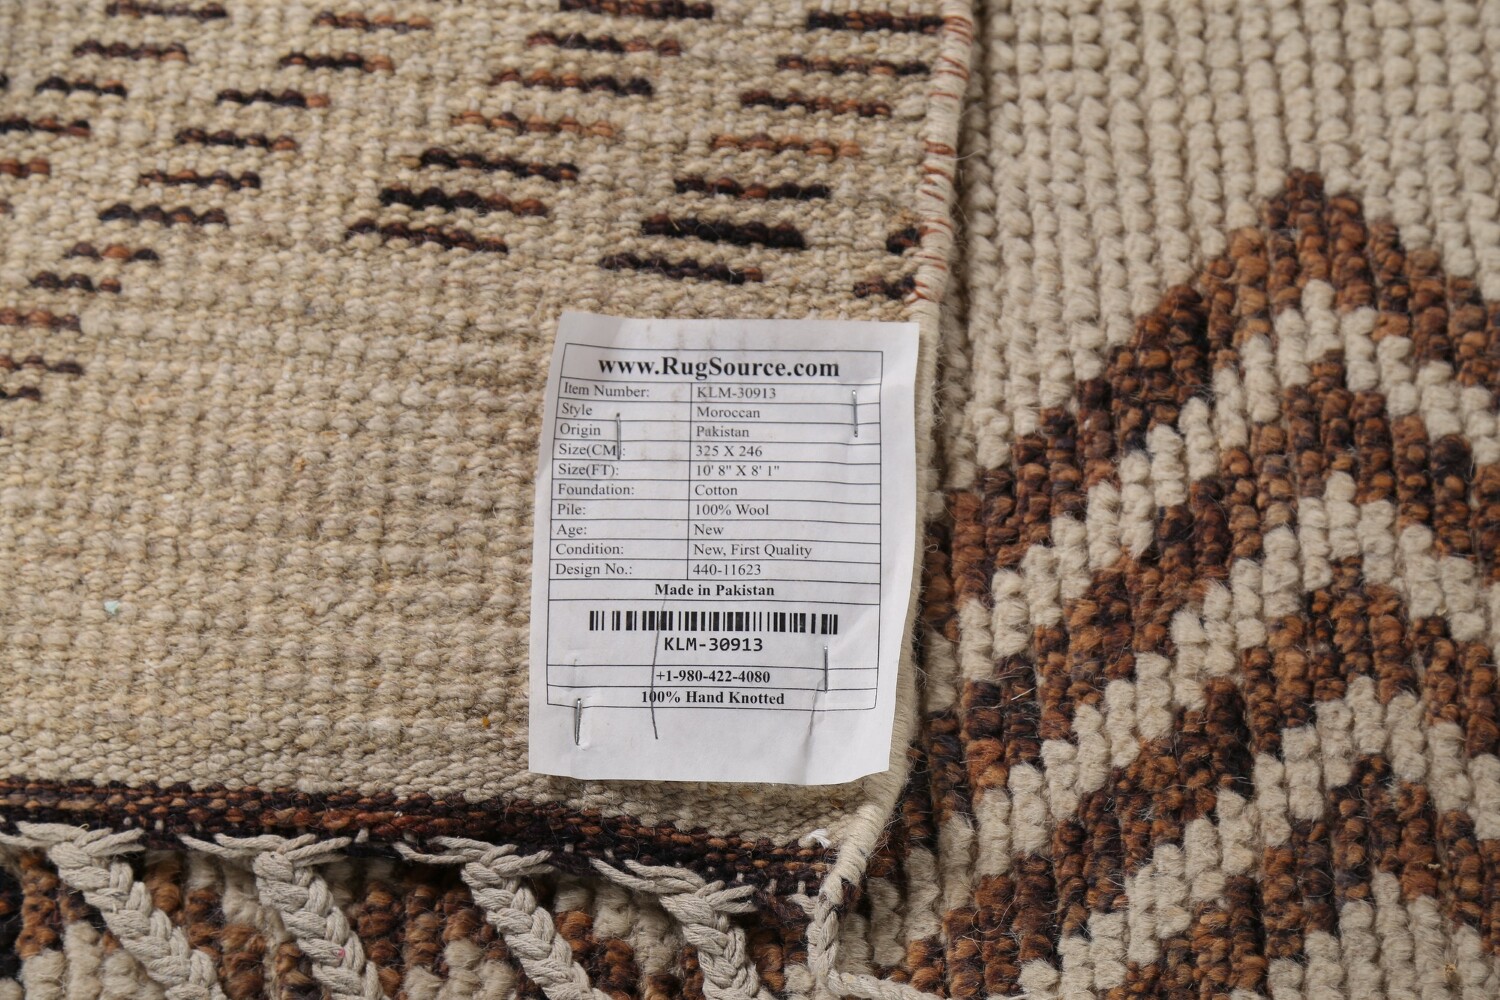 www.RugSource.com
Item Number: KLM-30913
Style Moroccan
Origin Pakistan
Size(CM): 325 X 246
Size(FT): 10' 8" X 8' 1"
Foundation: Cotton
Pile: 100% Wool
Age: New
Condition: New, First Quality
Design No.: 440-11623
Made in Pakistan
KLM-30913
+1-980-422-4080
100% Hand Knotted